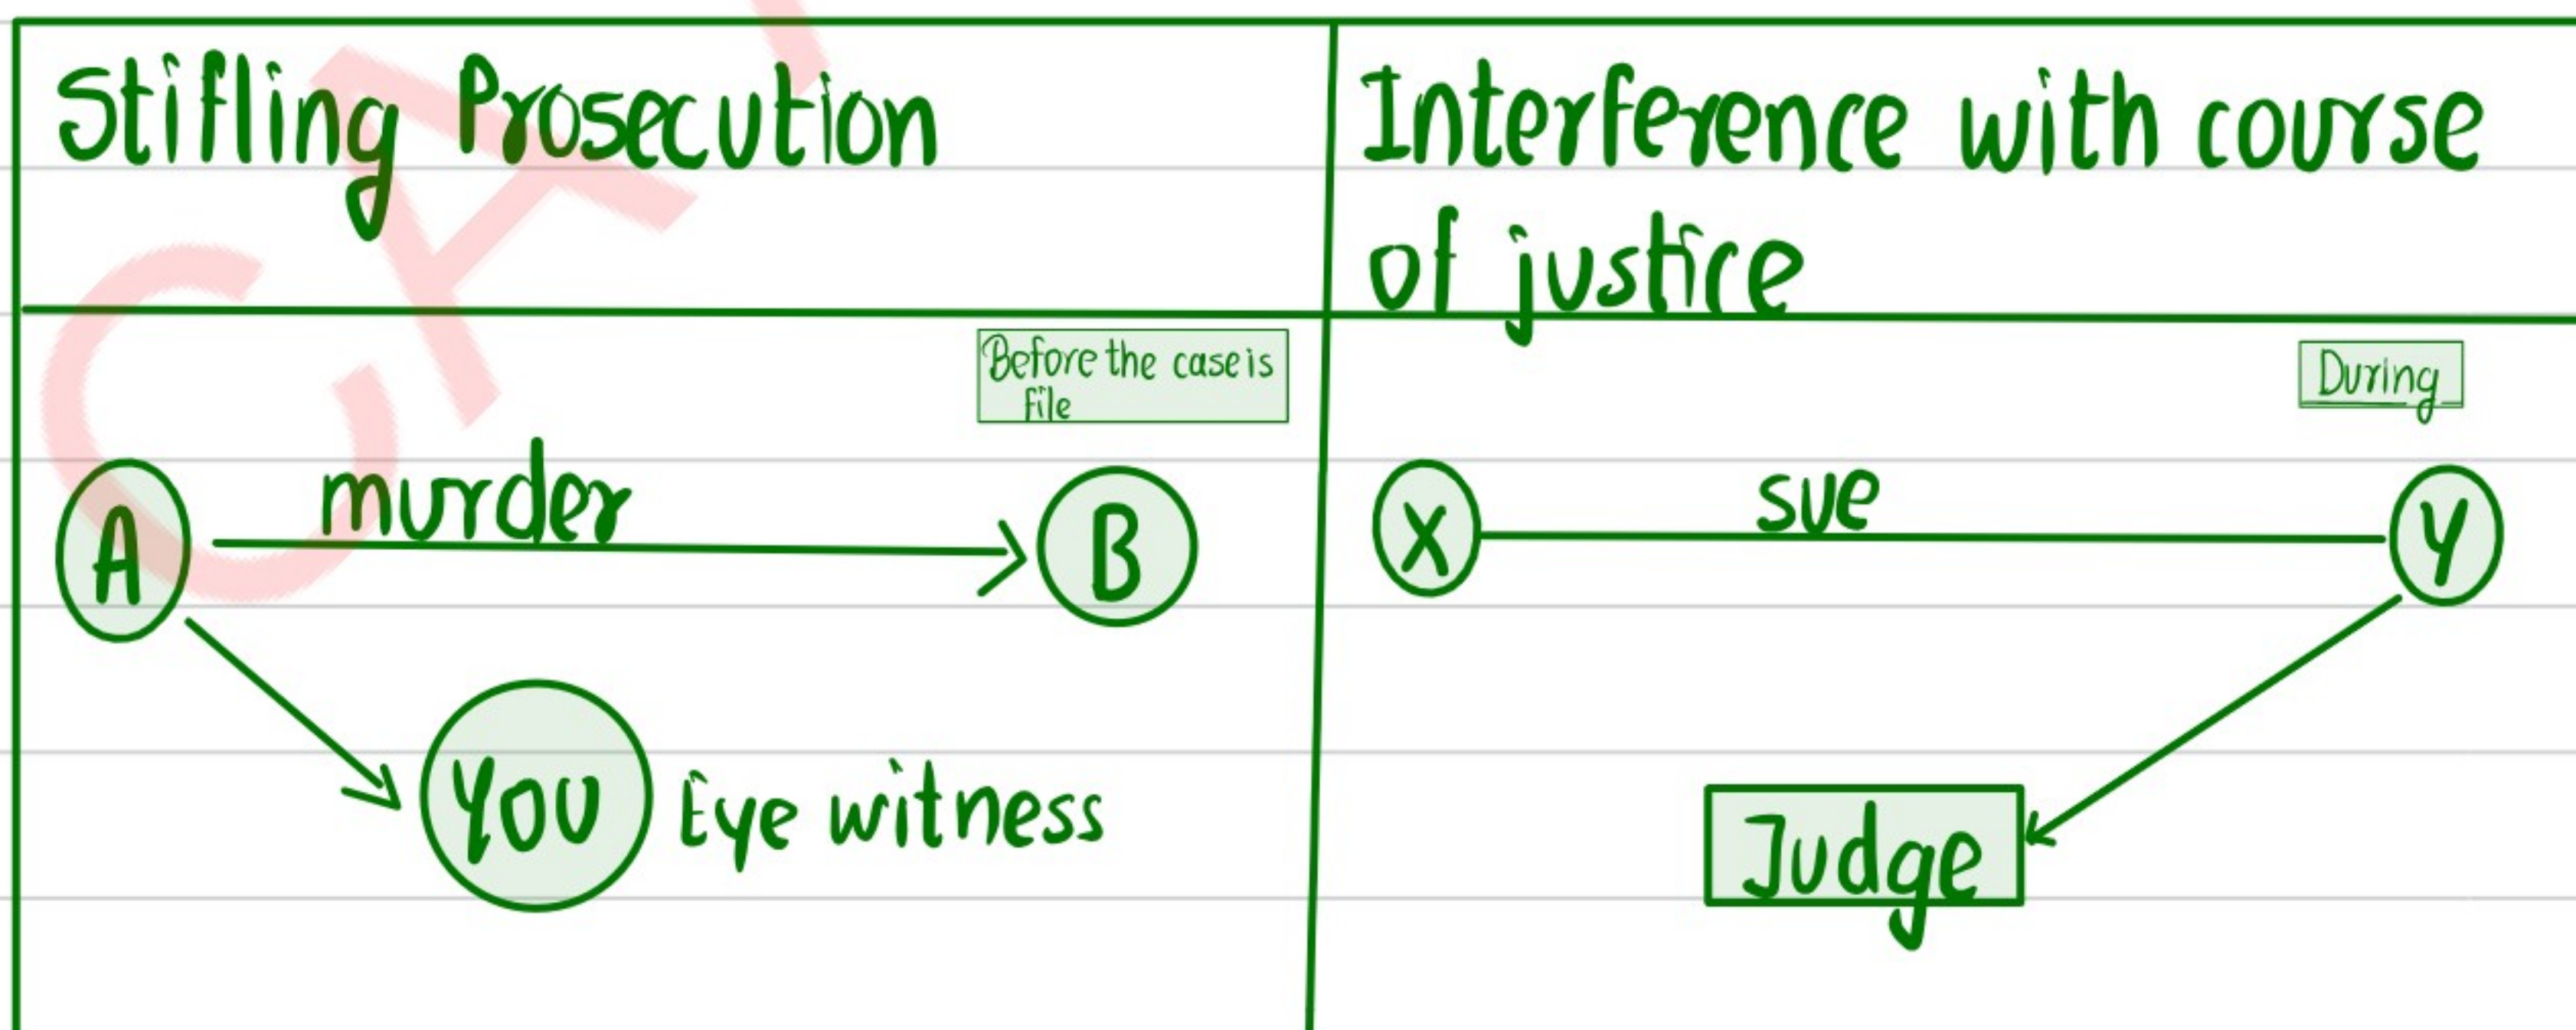 Stifling Prosecution
Interference with course
of justice
Before the case is
file
murder
A
B
You
Eye witness
During
sue
X
Y
Judge
CA